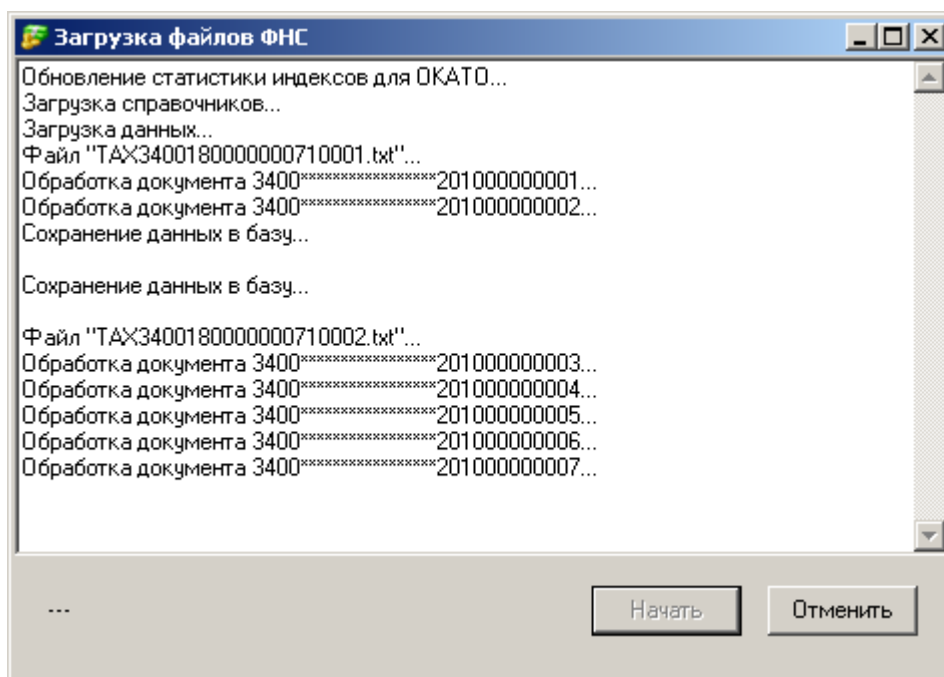 Загрузка файлов ФНС
Обновление статистики индексов для ОКАТО...
Загрузка справочников...
Загрузка данных...
Файл "TAX34001800000000710001.txt"...
Обработка документа 3400*****************201000000001...
Обработка документа 3400*****************201000000002...
Сохранение данных в базу...
Сохранение данных в базу...
Файл "TAX34001800000000710002.txt"...
Обработка документа 3400*****************201000000003...
Обработка документа 3400*****************201000000004...
Обработка документа 3400*****************201000000005...
Обработка документа 3400*****************201000000006...
Обработка документа 3400*****************201000000007...
---
Начать
Отменить